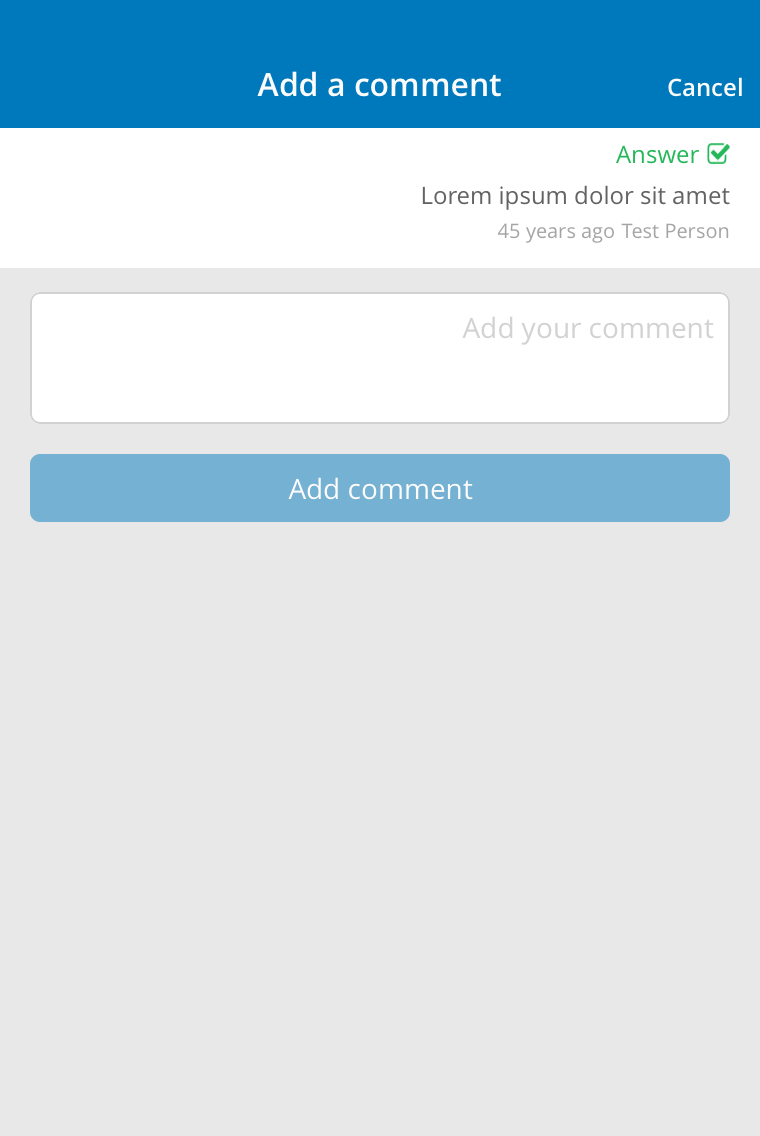 Add a comment
Cancel
Answer
Lorem ipsum dolor sit amet
45 years ago Test Person
Add your comment
Add comment